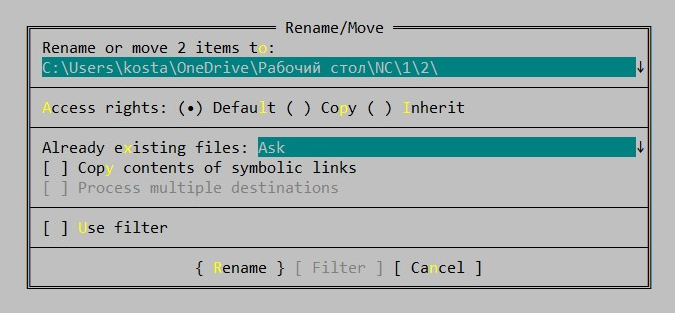 Rename/Move
Rename or move 2 items to:
C:\Users\kosta\OneDrive\Рабочий стол\NC\1\2\ ↓
Access rights: (•) Default ( ) Copy ( ) Inherit
Already existing files: Ask ↓
[ ] Copy contents of symbolic links
[ ] Process multiple destinations
[ ] Use filter
{ Rename } [ Filter ] [ Cancel ]